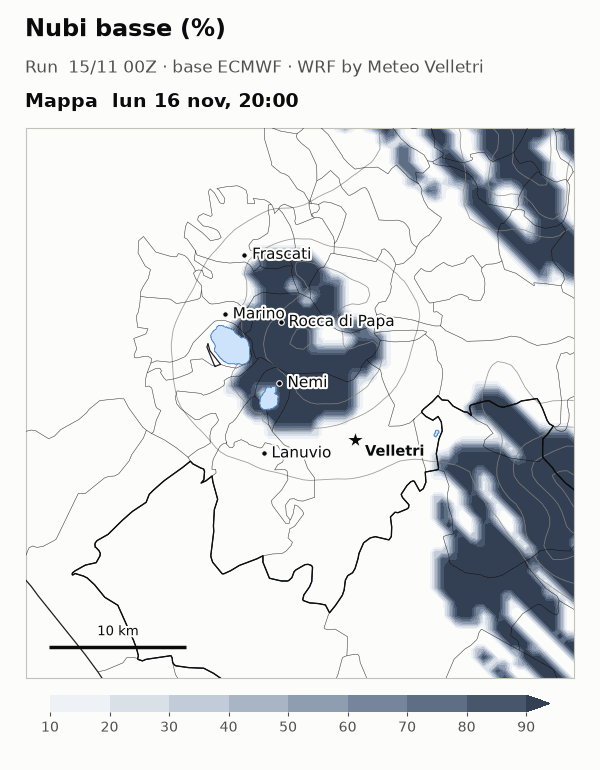 Nubi basse (%)
Run 15/11 00Z · base ECMWF · WRF by Meteo Velletri
Mappa lun 16 nov, 20:00
Frascati
Marino
Rocca di Papa
Nemi
Velletri
Lanuvio
10 km
10 20 30 40 50 60 70 80 90